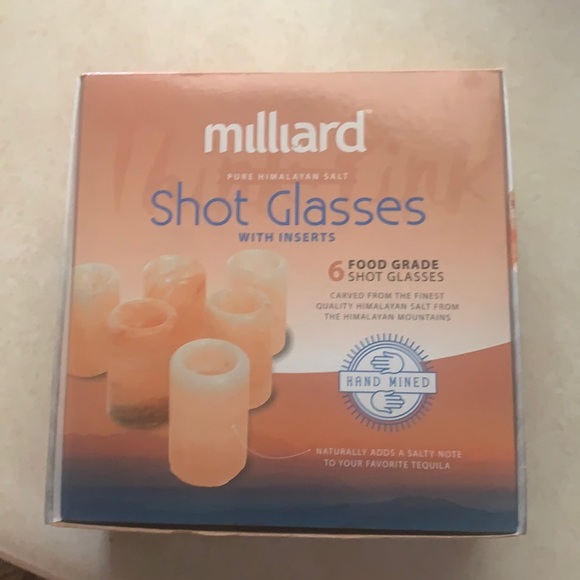 milliard™
PURE HIMALAYAN SALT
Shot Glasses
WITH INSERTS
6 FOOD GRADE
SHOT GLASSES
CARVED FROM THE FINEST
QUALITY HIMALAYAN SALT FROM
THE HIMALAYAN MOUNTAINS
HAND MINED
NATURALLY ADDS A SALTY NOTE
TO YOUR FAVORITE TEQUILA